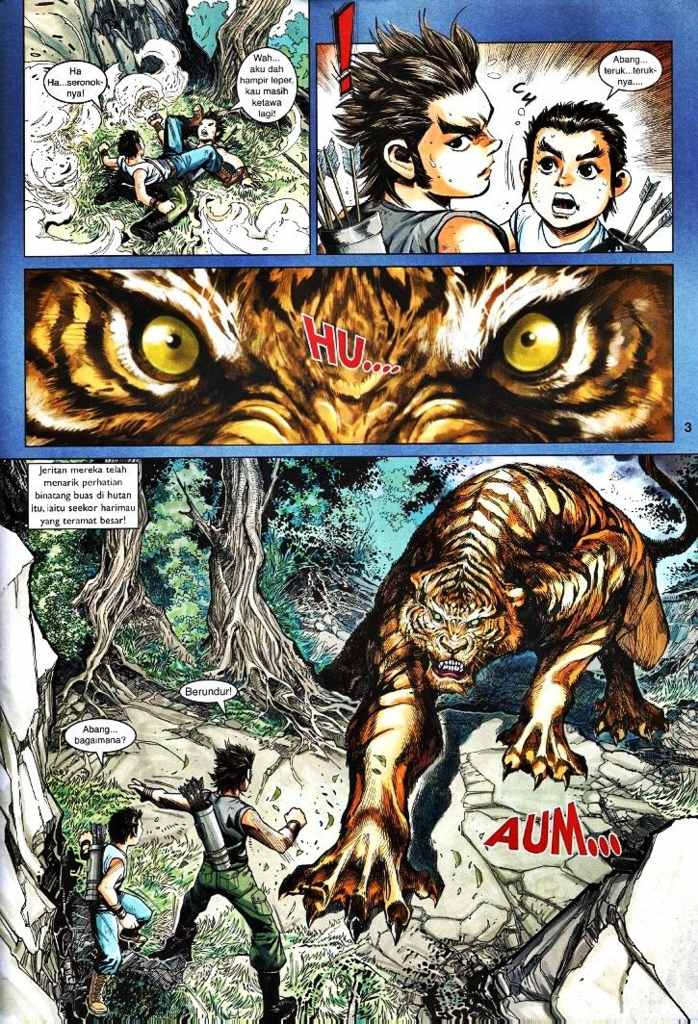 Ha
Ha...seronok-
nya!
Wah...
aku dah
hampir leper,
kau masih
ketawa
lagi!
!
Abang...
teruk...teruk-
nya....
HU....
3
Jeritan mereka telah
menarik perhatian
binatang buas di hutan
itu, iaitu seekor harimau
yang teramat besar!
Berundur!
Abang...
bagaimana?
AUM...